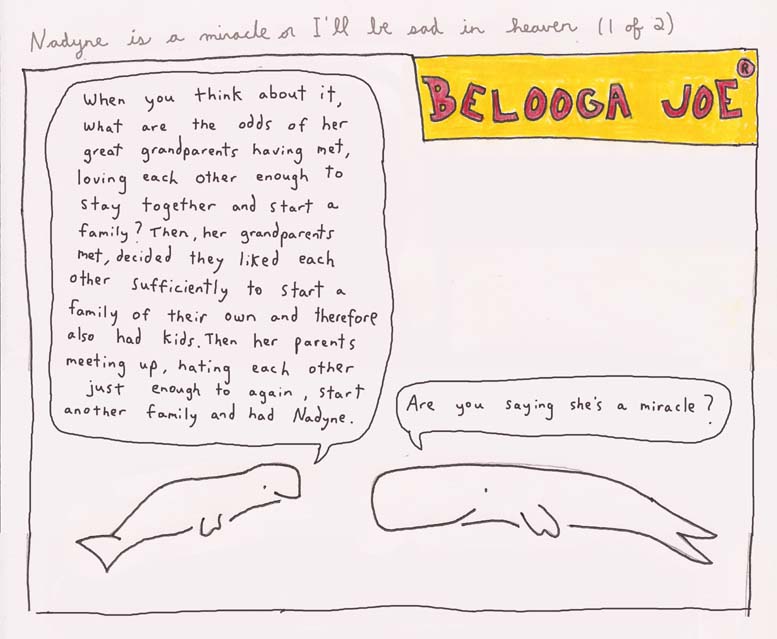 Nadyne is a miracle or I'll be sad in heaven (1 of 2)
BELOOGA JOE ®
When you think about it,
what are the odds of her
great grandparents having met,
loving each other enough to
stay together and start a
family? Then, her grandparents
met, decided they liked each
other sufficiently to start a
family of their own and therefore
also had kids. Then her parents
meeting up, hating each other
just enough to again, start
another family and had Nadyne.
Are you saying she's a miracle?